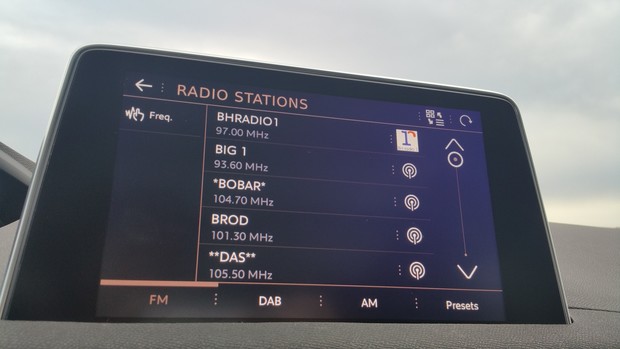 RADIO STATIONS
Freq.
BHRADIO1
97.00 MHz
BIG 1
93.60 MHz
*BOBAR*
104.70 MHz
BROD
101.30 MHz
**DAS**
105.50 MHz
FM
DAB
AM
Presets